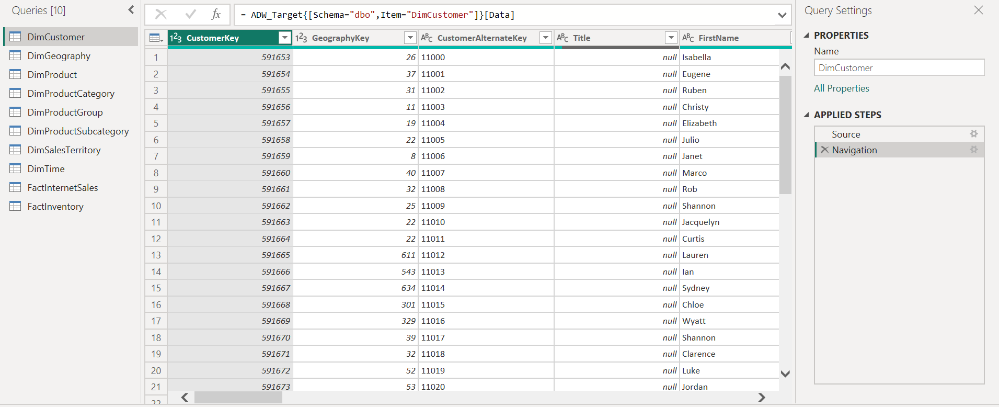 Queries [10]
DimCustomer
DimGeography
DimProduct
DimProductCategory
DimProductGroup
DimProductSubcategory
DimSalesTerritory
DimTime
FactInternetSales
FactInventory
fx
= ADW_Target{[Schema="dbo",Item="DimCustomer"]}[Data]
123 CustomerKey 123 GeographyKey ABC CustomerAlternateKey ABC Title ABC FirstName
1 591653 26 11000 null Isabella
2 591654 37 11001 null Eugene
3 591655 31 11002 null Ruben
4 591656 11 11003 null Christy
5 591657 19 11004 null Elizabeth
6 591658 22 11005 null Julio
7 591659 8 11006 null Janet
8 591660 40 11007 null Marco
9 591661 32 11008 null Rob
10 591662 25 11009 null Shannon
11 591663 22 11010 null Jacquelyn
12 591664 22 11011 null Curtis
13 591665 611 11012 null Lauren
14 591666 543 11013 null Ian
15 591667 634 11014 null Sydney
16 591668 301 11015 null Chloe
17 591669 329 11016 null Wyatt
18 591670 39 11017 null Shannon
19 591671 32 11018 null Clarence
20 591672 52 11019 null Luke
21 591673 53 11020 null Jordan
22
Query Settings
PROPERTIES
Name
DimCustomer
All Properties
APPLIED STEPS
Source
Navigation